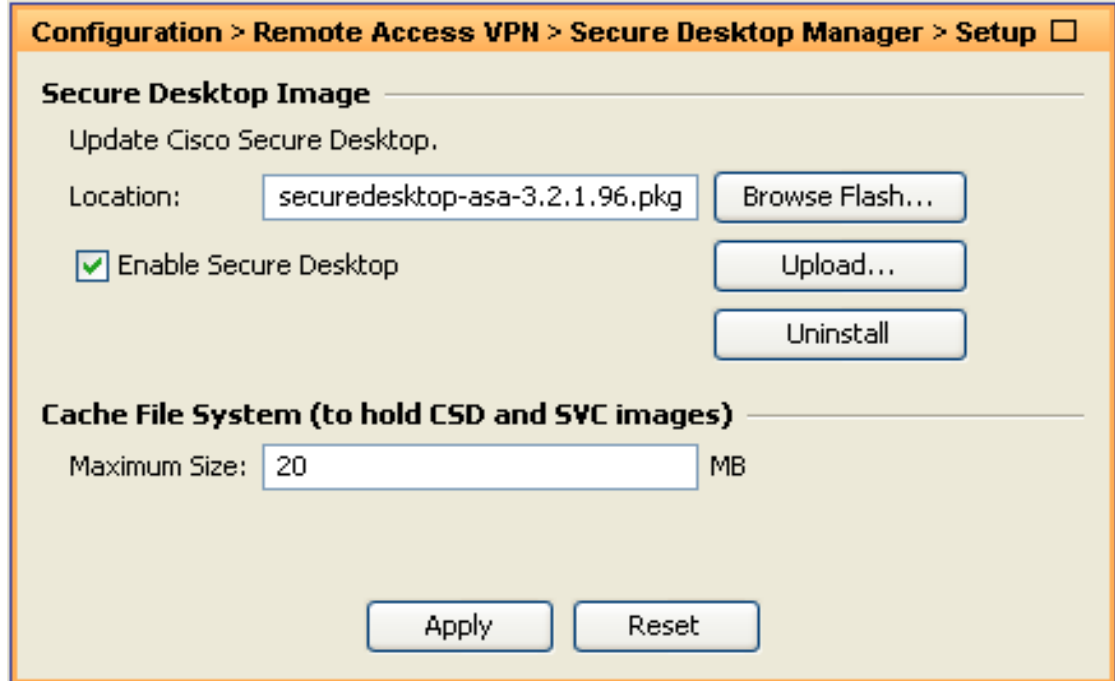 Configuration > Remote Access VPN > Secure Desktop Manager > Setup
Secure Desktop Image
Update Cisco Secure Desktop.
Location: securedesktop-asa-3.2.1.96.pkg Browse Flash...
Enable Secure Desktop Upload...
Uninstall
Cache File System (to hold CSD and SVC images)
Maximum Size: 20 MB
Apply Reset